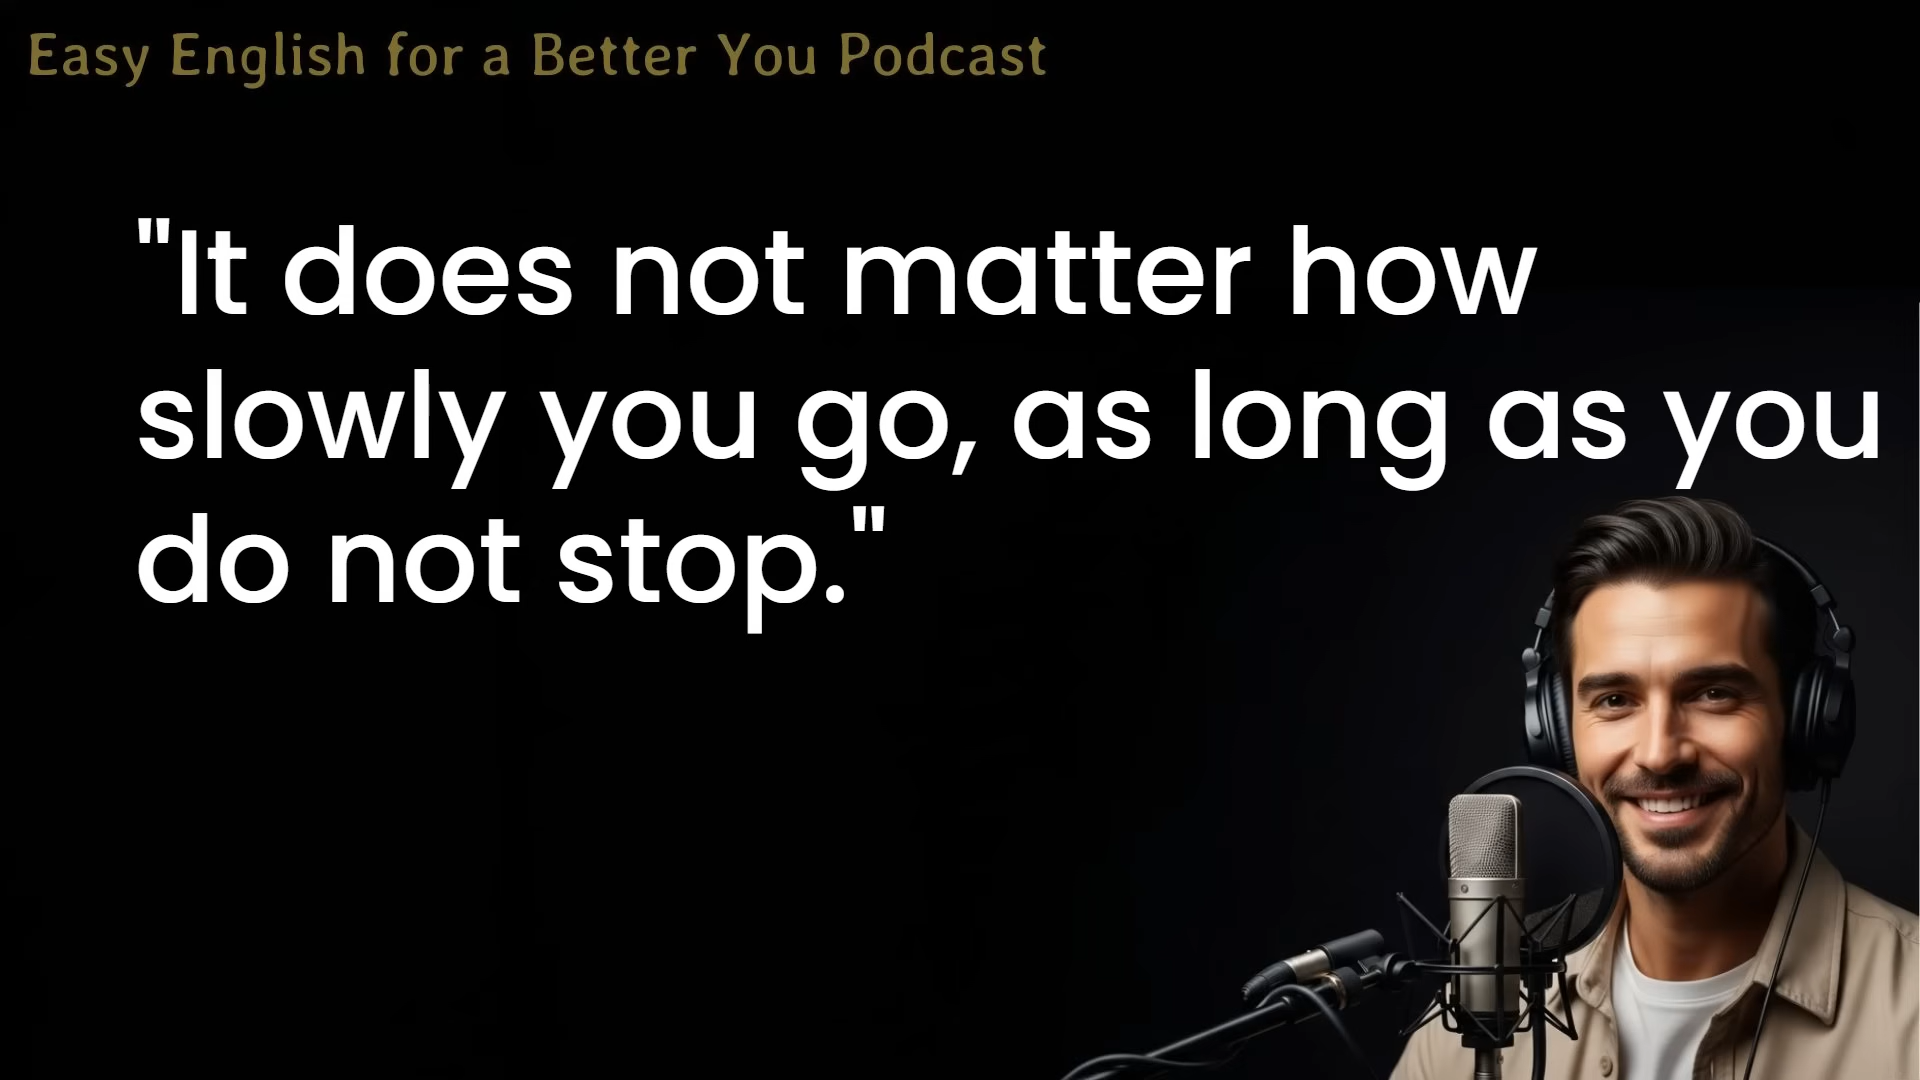 Easy English for a Better You Podcast
"It does not matter how
slowly you go, as long as you
do not stop."